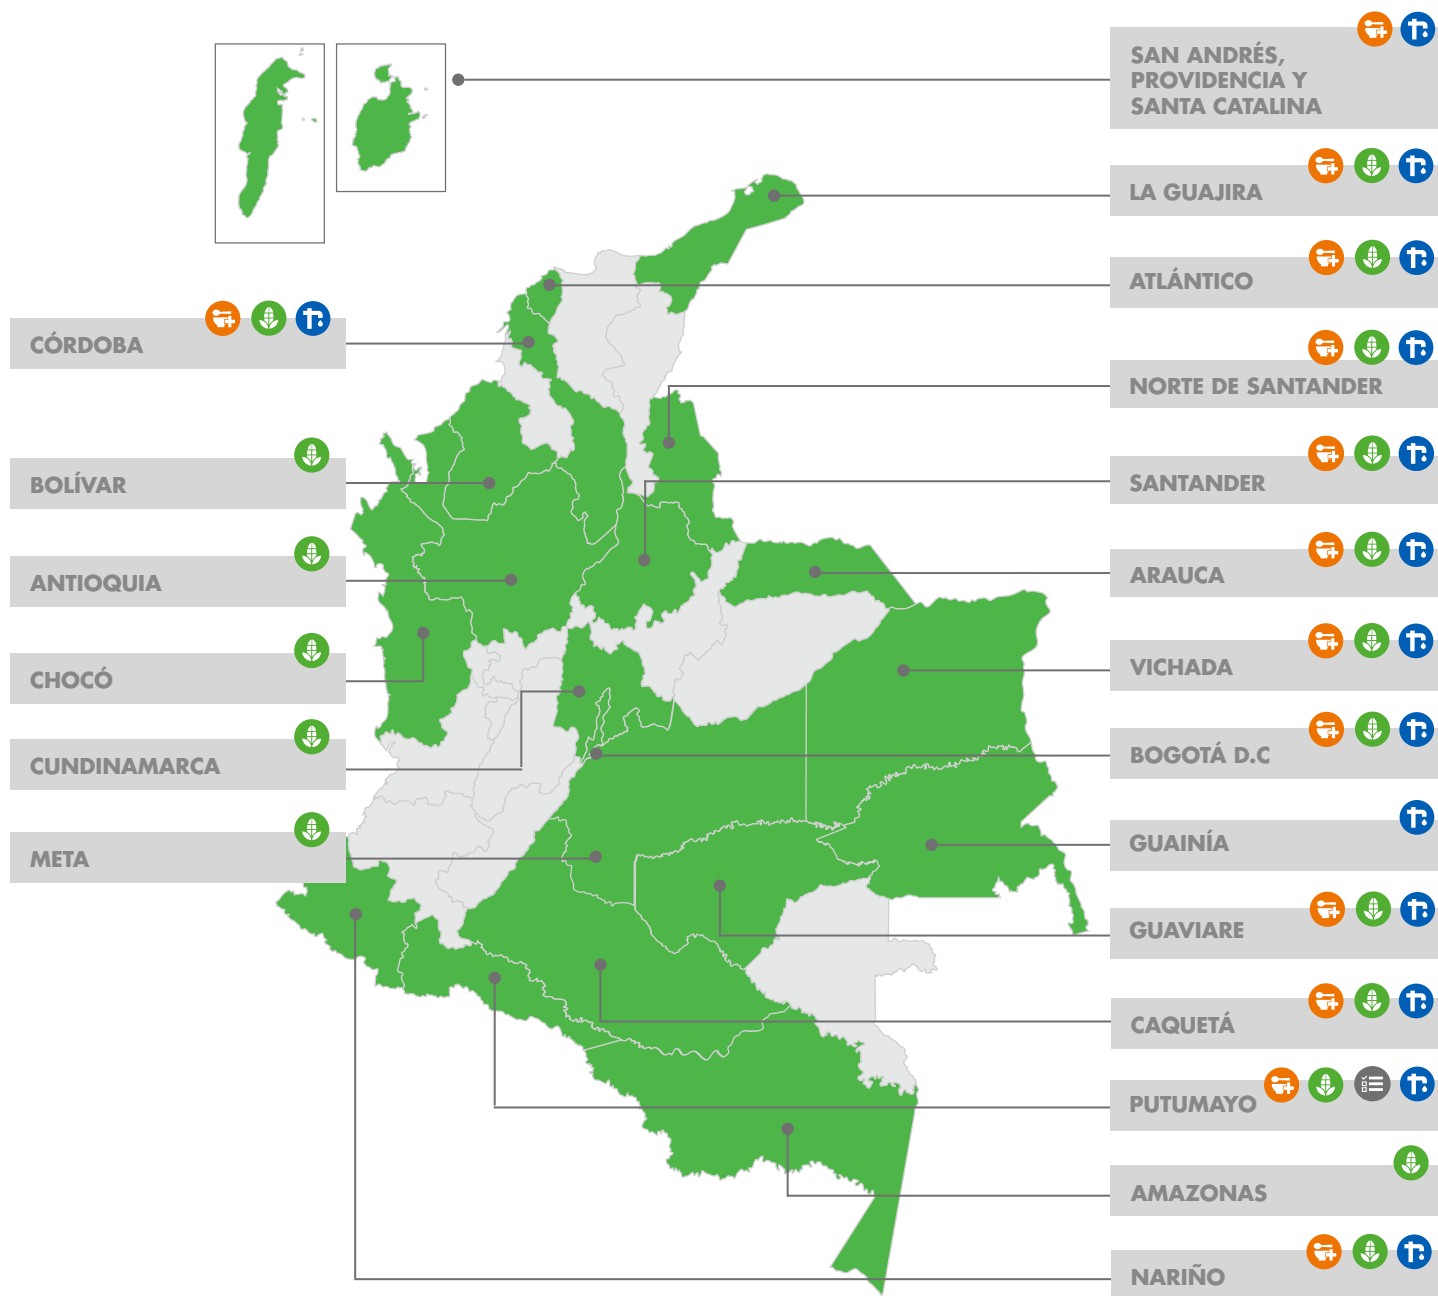 SAN ANDRÉS,
PROVIDENCIA Y
SANTA CATALINA
LA GUAJIRA
ATLÁNTICO
NORTE DE SANTANDER
SANTANDER
ARAUCA
VICHADA
BOGOTÁ D.C
GUAINÍA
GUAVIARE
CAQUETÁ
PUTUMAYO
AMAZONAS
NARIÑO
CÓRDOBA
BOLÍVAR
ANTIOQUIA
CHOCÓ
CUNDINAMARCA
META